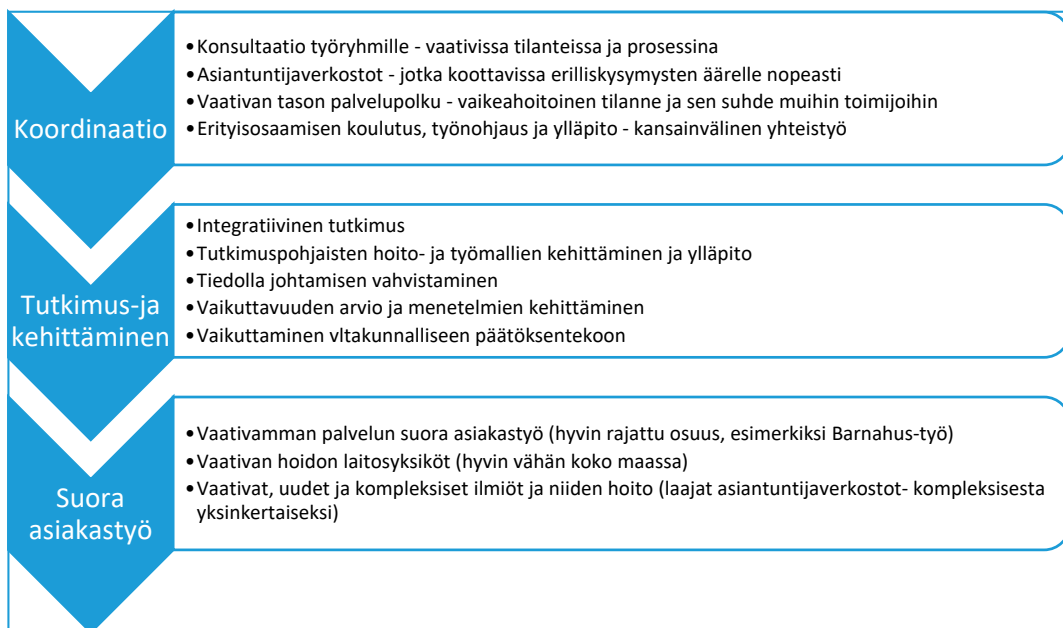 Koordinaatio
•Konsultaatio työryhmille - vaativissa tilanteissa ja prosessina
•Asiantuntijaverkostot - jotka koottavissa erilliskysymysten äärelle nopeasti
•Vaativan tason palvelupolku - vaikeahoitoinen tilanne ja sen suhde muihin toimijoihin
•Erityisosaamisen koulutus, työnohjaus ja ylläpito - kansainvälinen yhteistyö
Tutkimus-ja
kehittäminen
•Integratiivinen tutkimus
•Tutkimuspohjaisten hoito- ja työmallien kehittäminen ja ylläpito
•Tiedolla johtamisen vahvistaminen
•Vaikuttavuuden arvio ja menetelmien kehittäminen
•Vaikuttaminen vltakunnalliseen päätöksentekoon
Suora
asiakastyö
•Vaativamman palvelun suora asiakastyö (hyvin rajattu osuus, esimerkiksi Barnahus-työ)
•Vaativan hoidon laitosyksiköt (hyvin vähän koko maassa)
•Vaativat, uudet ja kompleksiset ilmiöt ja niiden hoito (laajat asiantuntijaverkostot- kompleksisesta
yksinkertaiseksi)